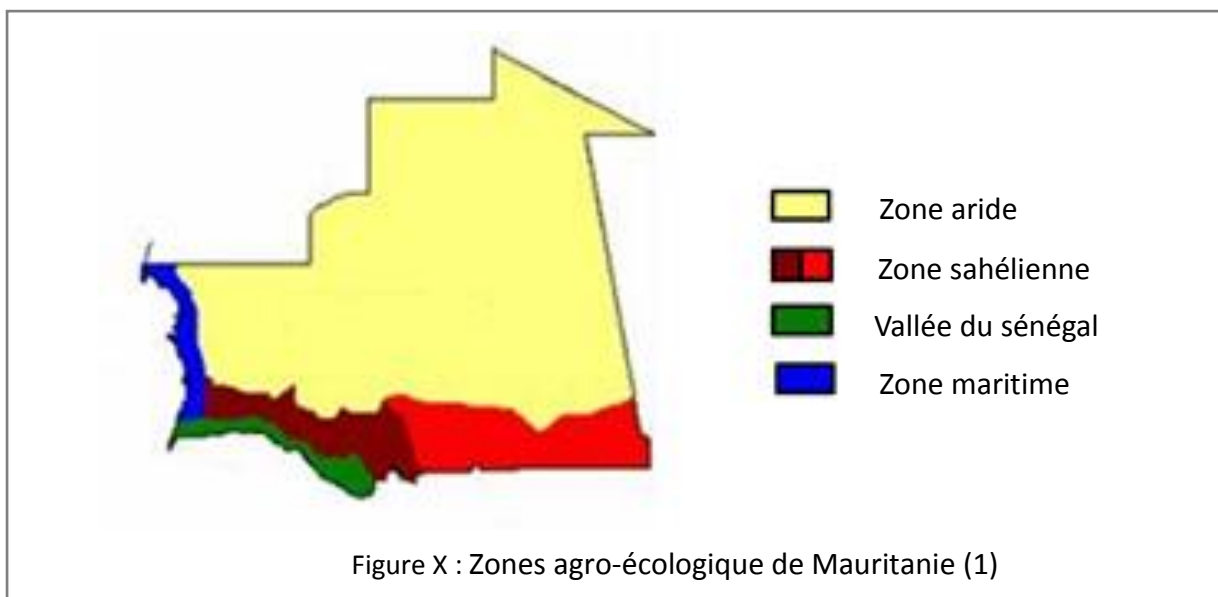 Zone aride
Zone sahélienne
Vallée du sénégal
Zone maritime
Figure X : Zones agro-écologique de Mauritanie (1)